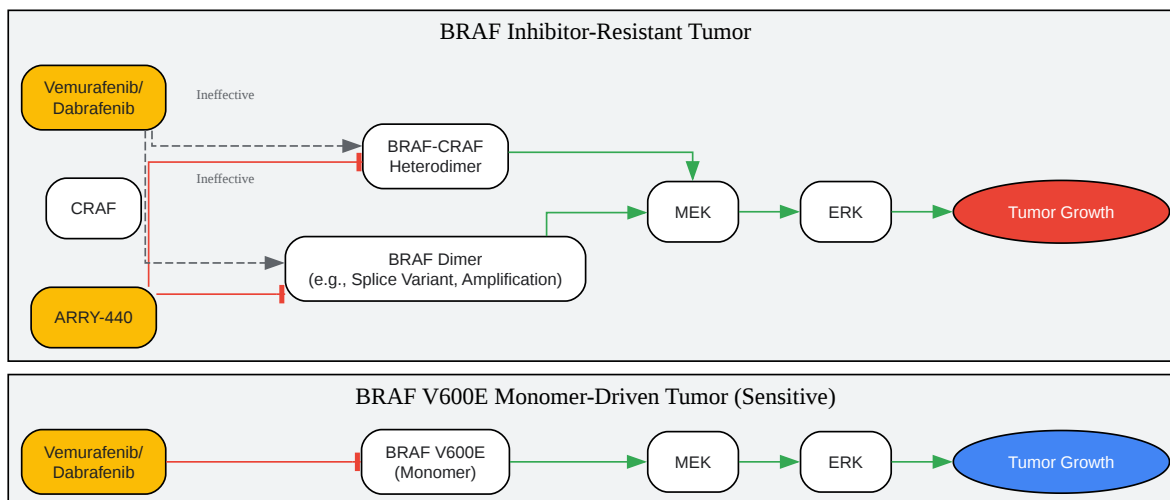 BRAF Inhibitor-Resistant Tumor
Vemurafenib/
Dabrafenib
Ineffective
BRAF-CRAF
Heterodimer
Ineffective
CRAF
MEK
ERK
Tumor Growth
BRAF Dimer
(e.g., Splice Variant, Amplification)
ARRY-440
BRAF V600E Monomer-Driven Tumor (Sensitive)
Vemurafenib/
Dabrafenib
BRAF V600E
(Monomer)
MEK
ERK
Tumor Growth